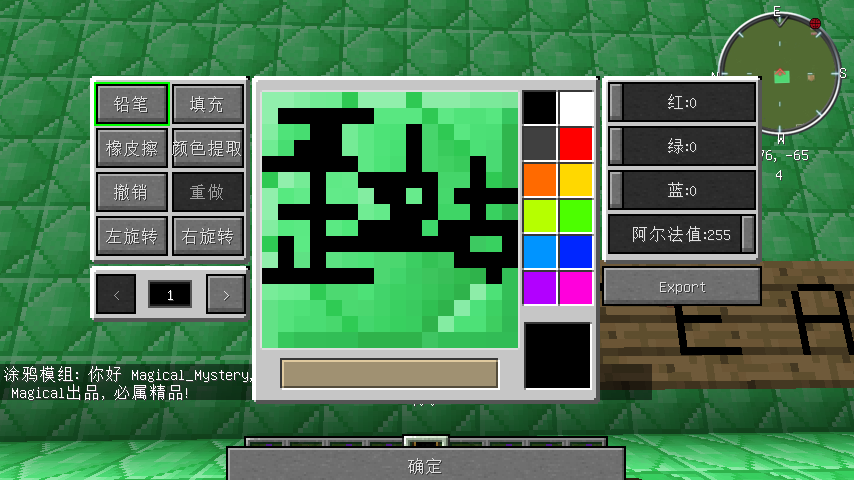 E
S
W
76, -65
4
铅笔 填充
橡皮擦 颜色提取
撤销 重做
左旋转 右旋转
< 1 >
红:0
绿:0
蓝:0
阿尔法值:255
Export
涂鸦模组: 你好 Magical_Mystery,
Magical出品, 必属精品!
确定